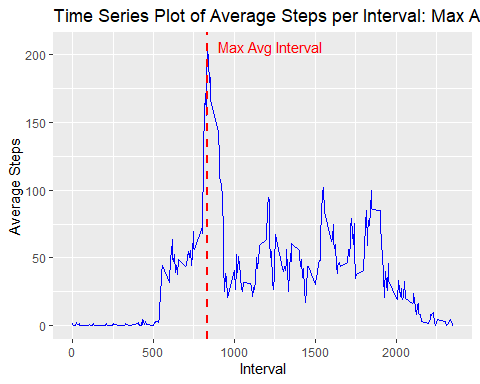 Time Series Plot of Average Steps per Interval: Max A
Max Avg Interval
200
150
100
50
0
Average Steps
0 500 1000 1500 2000
Interval